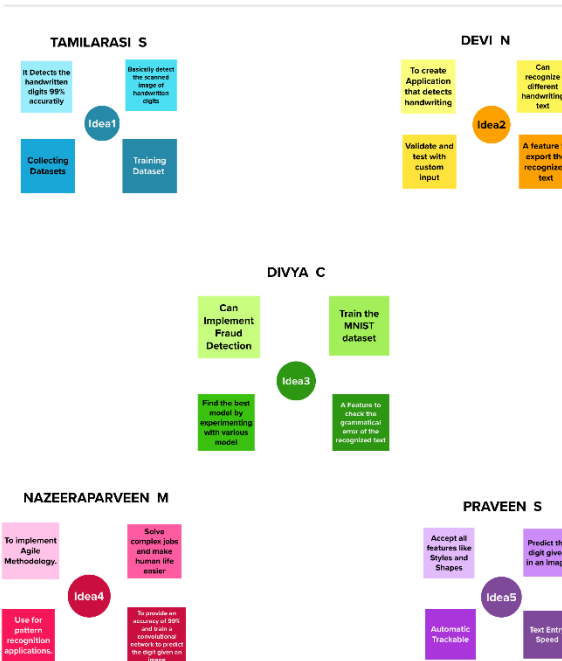 TAMILARASI S
It Detects the
handwritten
digits 99%
accuratily
Basically detect
the scanned
image of
handwritten
digits
Idea1
Collecting
Datasets
Training
Dataset
DEVI N
To create
Application
that detects
handwriting
Can
recognize
different
handwriting
text
Idea2
Validate and
test with
custom
input
A feature
export the
text
DIVYA C
Can
Implement
Fraud
Detection
Train the
MNIST
dataset
Idea3
Find the best
model by
experimenting
with various
model
A Feature to
check the
grammatical
error of the
recognized text
NAZEERAPARVEEN M
To implement
Agile
Methodology.
Solve
complex jobs
and make
human life
easier
Idea4
Use for
pattern
recognition
applications.
To provide an
accuracy of 99%
and train a
convolutional
network to predict
the digit given an
image
PRAVEEN S
Accept all
features like
Styles and
Shapes
Predict
digit
in an
Idea5
Automatic
Trackable
Text
Speed